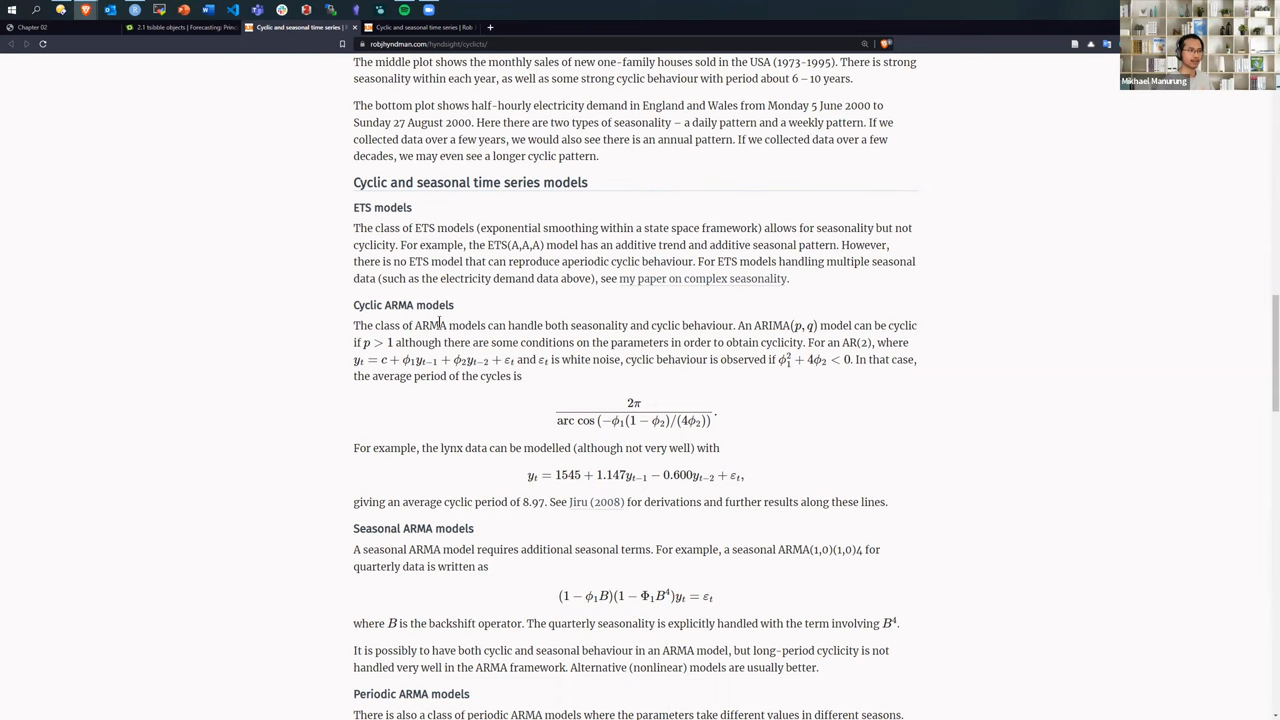 Chapter 02
2.1 tsibble objects | Forecasting: Princ
Cyclic and seasonal time series |
Cyclic and seasonal time series | Rob
robjhyndman.com/hyndsight/cyclicts/
Mikhael Manurung
The middle plot shows the monthly sales of new one-family houses sold in the USA (1973-1995). There is strong
seasonality within each year, as well as some strong cyclic behaviour with period about 6 – 10 years.
The bottom plot shows half-hourly electricity demand in England and Wales from Monday 5 June 2000 to
Sunday 27 August 2000. Here there are two types of seasonality – a daily pattern and a weekly pattern. If we
collected data over a few years, we would also see there is an annual pattern. If we collected data over a few
decades, we may even see a longer cyclic pattern.
Cyclic and seasonal time series models
ETS models
The class of ETS models (exponential smoothing within a state space framework) allows for seasonality but not
cyclicity. For example, the ETS(A,A,A) model has an additive trend and additive seasonal pattern. However,
there is no ETS model that can reproduce aperiodic cyclic behaviour. For ETS models handling multiple seasonal
data (such as the electricity demand data above), see my paper on complex seasonality.
Cyclic ARMA models
The class of ARMA models can handle both seasonality and cyclic behaviour. An ARIMA(p, q) model can be cyclic
if p > 1 although there are some conditions on the parameters in order to obtain cyclicity. For an AR(2), where
yₜ = c + ϕ₁yₜ₋₁ + ϕ₂yₜ₋₂ + εₜ and εₜ is white noise, cyclic behaviour is observed if ϕ₁² + 4ϕ₂ < 0. In that case,
the average period of the cycles is
2π
arc cos (−ϕ₁(1 − ϕ₂)/(4ϕ₂)) .
For example, the lynx data can be modelled (although not very well) with
yₜ = 1545 + 1.147yₜ₋₁ − 0.600yₜ₋₂ + εₜ,
giving an average cyclic period of 8.97. See Jiru (2008) for derivations and further results along these lines.
Seasonal ARMA models
A seasonal ARMA model requires additional seasonal terms. For example, a seasonal ARMA(1,0)(1,0)4 for
quarterly data is written as
(1 − ϕ₁B)(1 − Φ₁B⁴)yₜ = εₜ
where B is the backshift operator. The quarterly seasonality is explicitly handled with the term involving B⁴.
It is possibly to have both cyclic and seasonal behaviour in an ARMA model, but long-period cyclicity is not
handled very well in the ARMA framework. Alternative (nonlinear) models are usually better.
Periodic ARMA models
There is also a class of periodic ARMA models where the parameters take different values in different seasons.